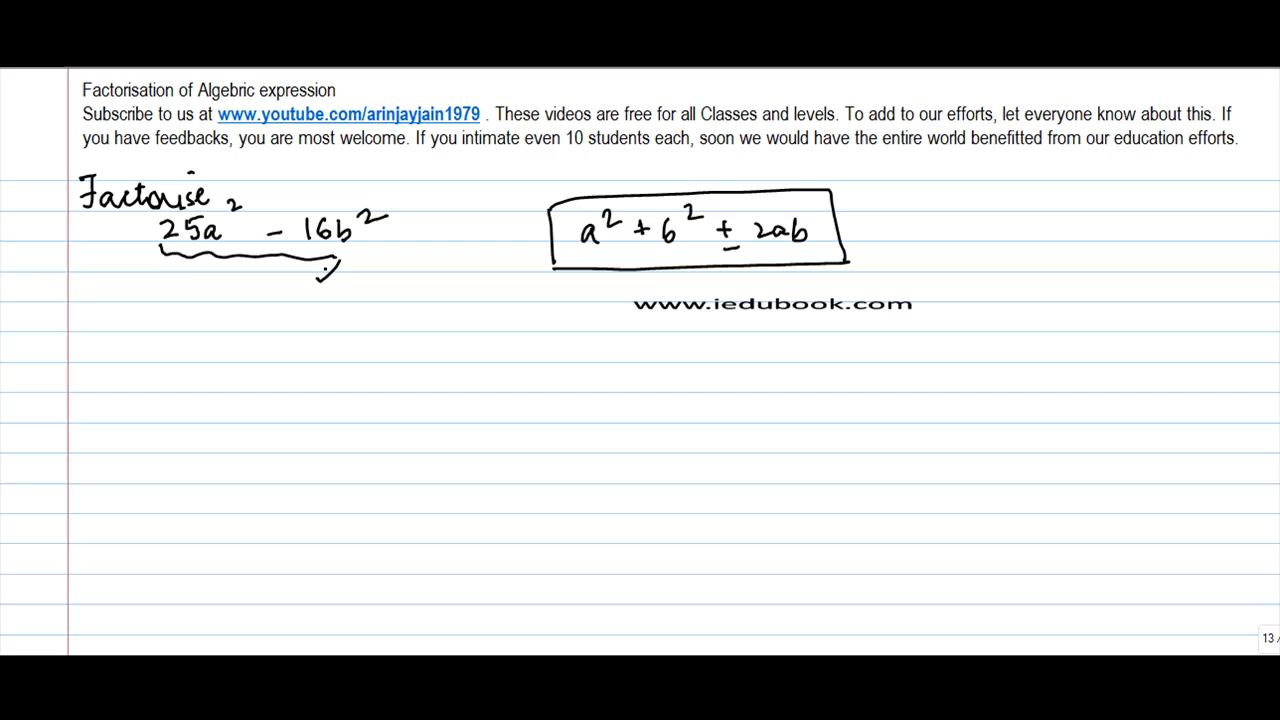 Factorisation of Algebric expression
Subscribe to us at www.youtube.com/arinjayjain1979 . These videos are free for all Classes and levels. To add to our efforts, let everyone know about this. If
you have feedbacks, you are most welcome. If you intimate even 10 students each, soon we would have the entire world benefitted from our education efforts.
Factorise
25a² - 16b²
a² + b² ± 2ab
www.iedubook.com
13 /